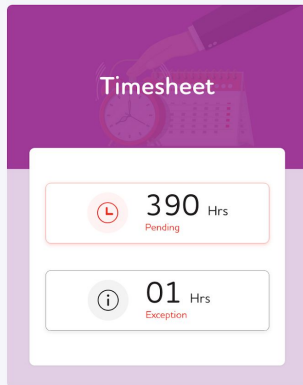 Timesheet
390 Hrs
Pending
01 Hrs
Exception